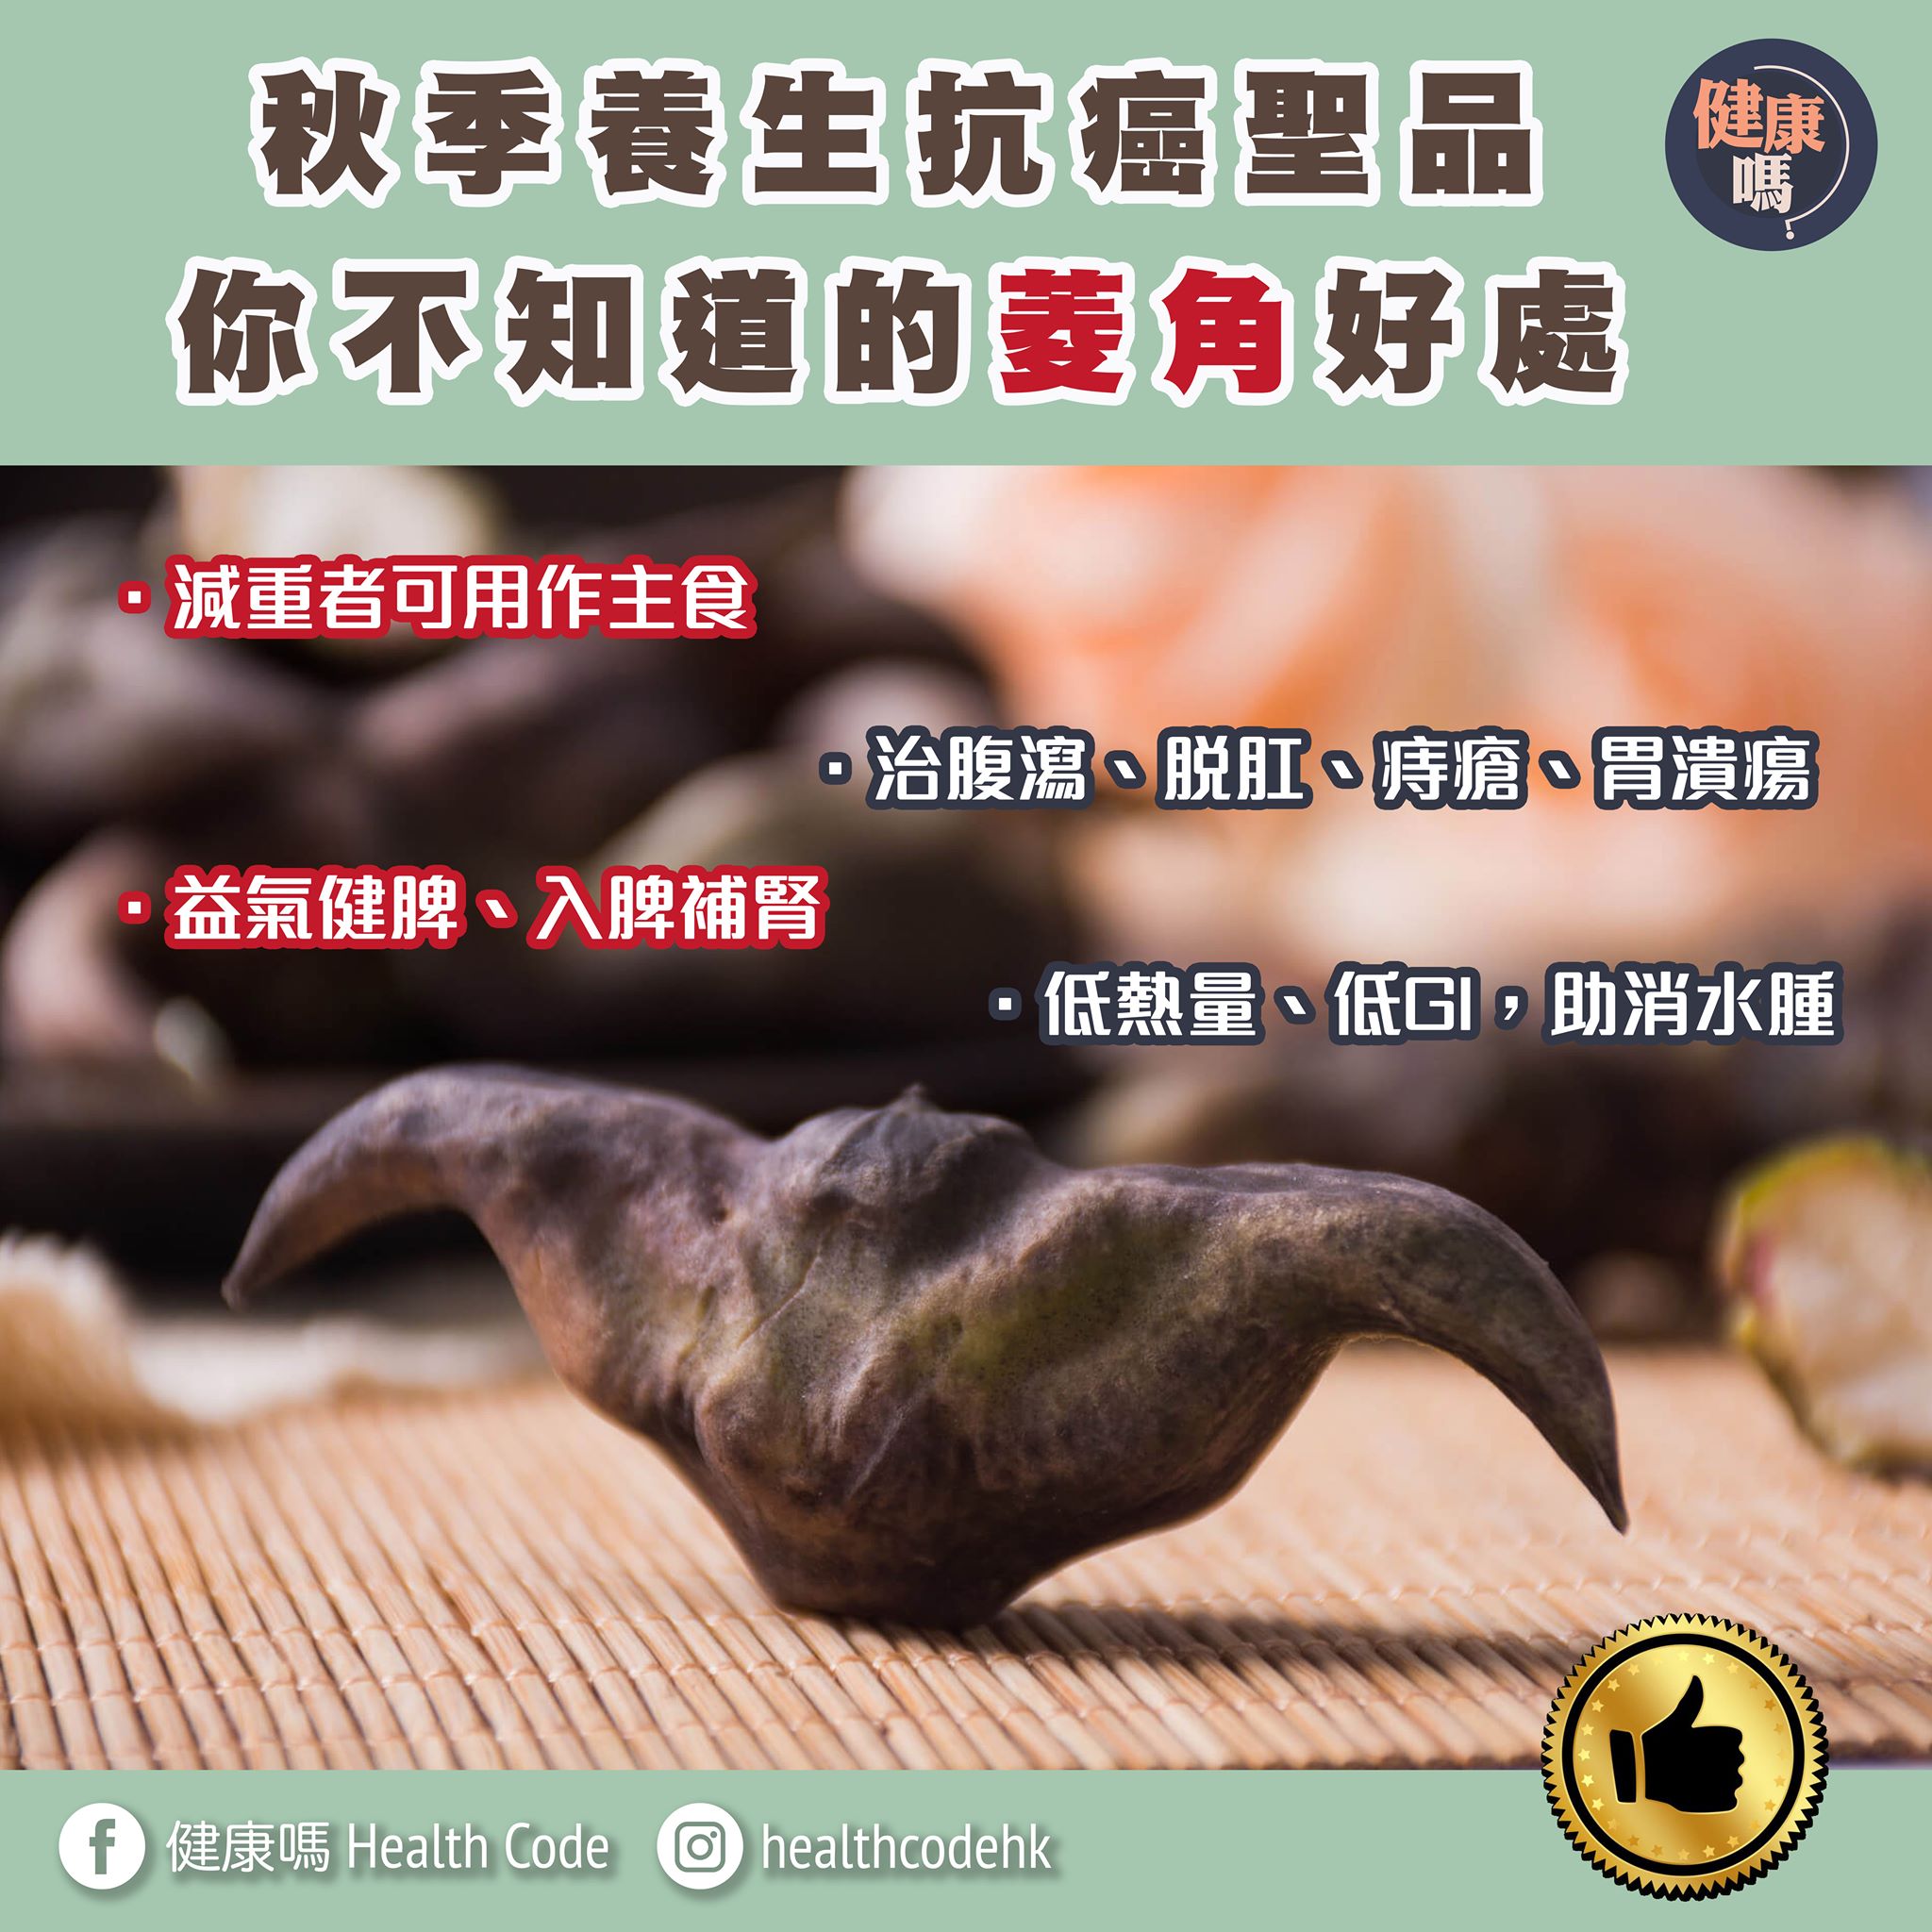 秋季養生抗癌聖品
健康
嗎?
你不知道的菱角好處
·減重者可用作主食
·治腹瀉、脱肛、痔瘡、胃潰瘍
·益氣健脾、入脾補腎
·低熱量、低GI,助消水腫
健康嗎 Health Code
healthcodehk